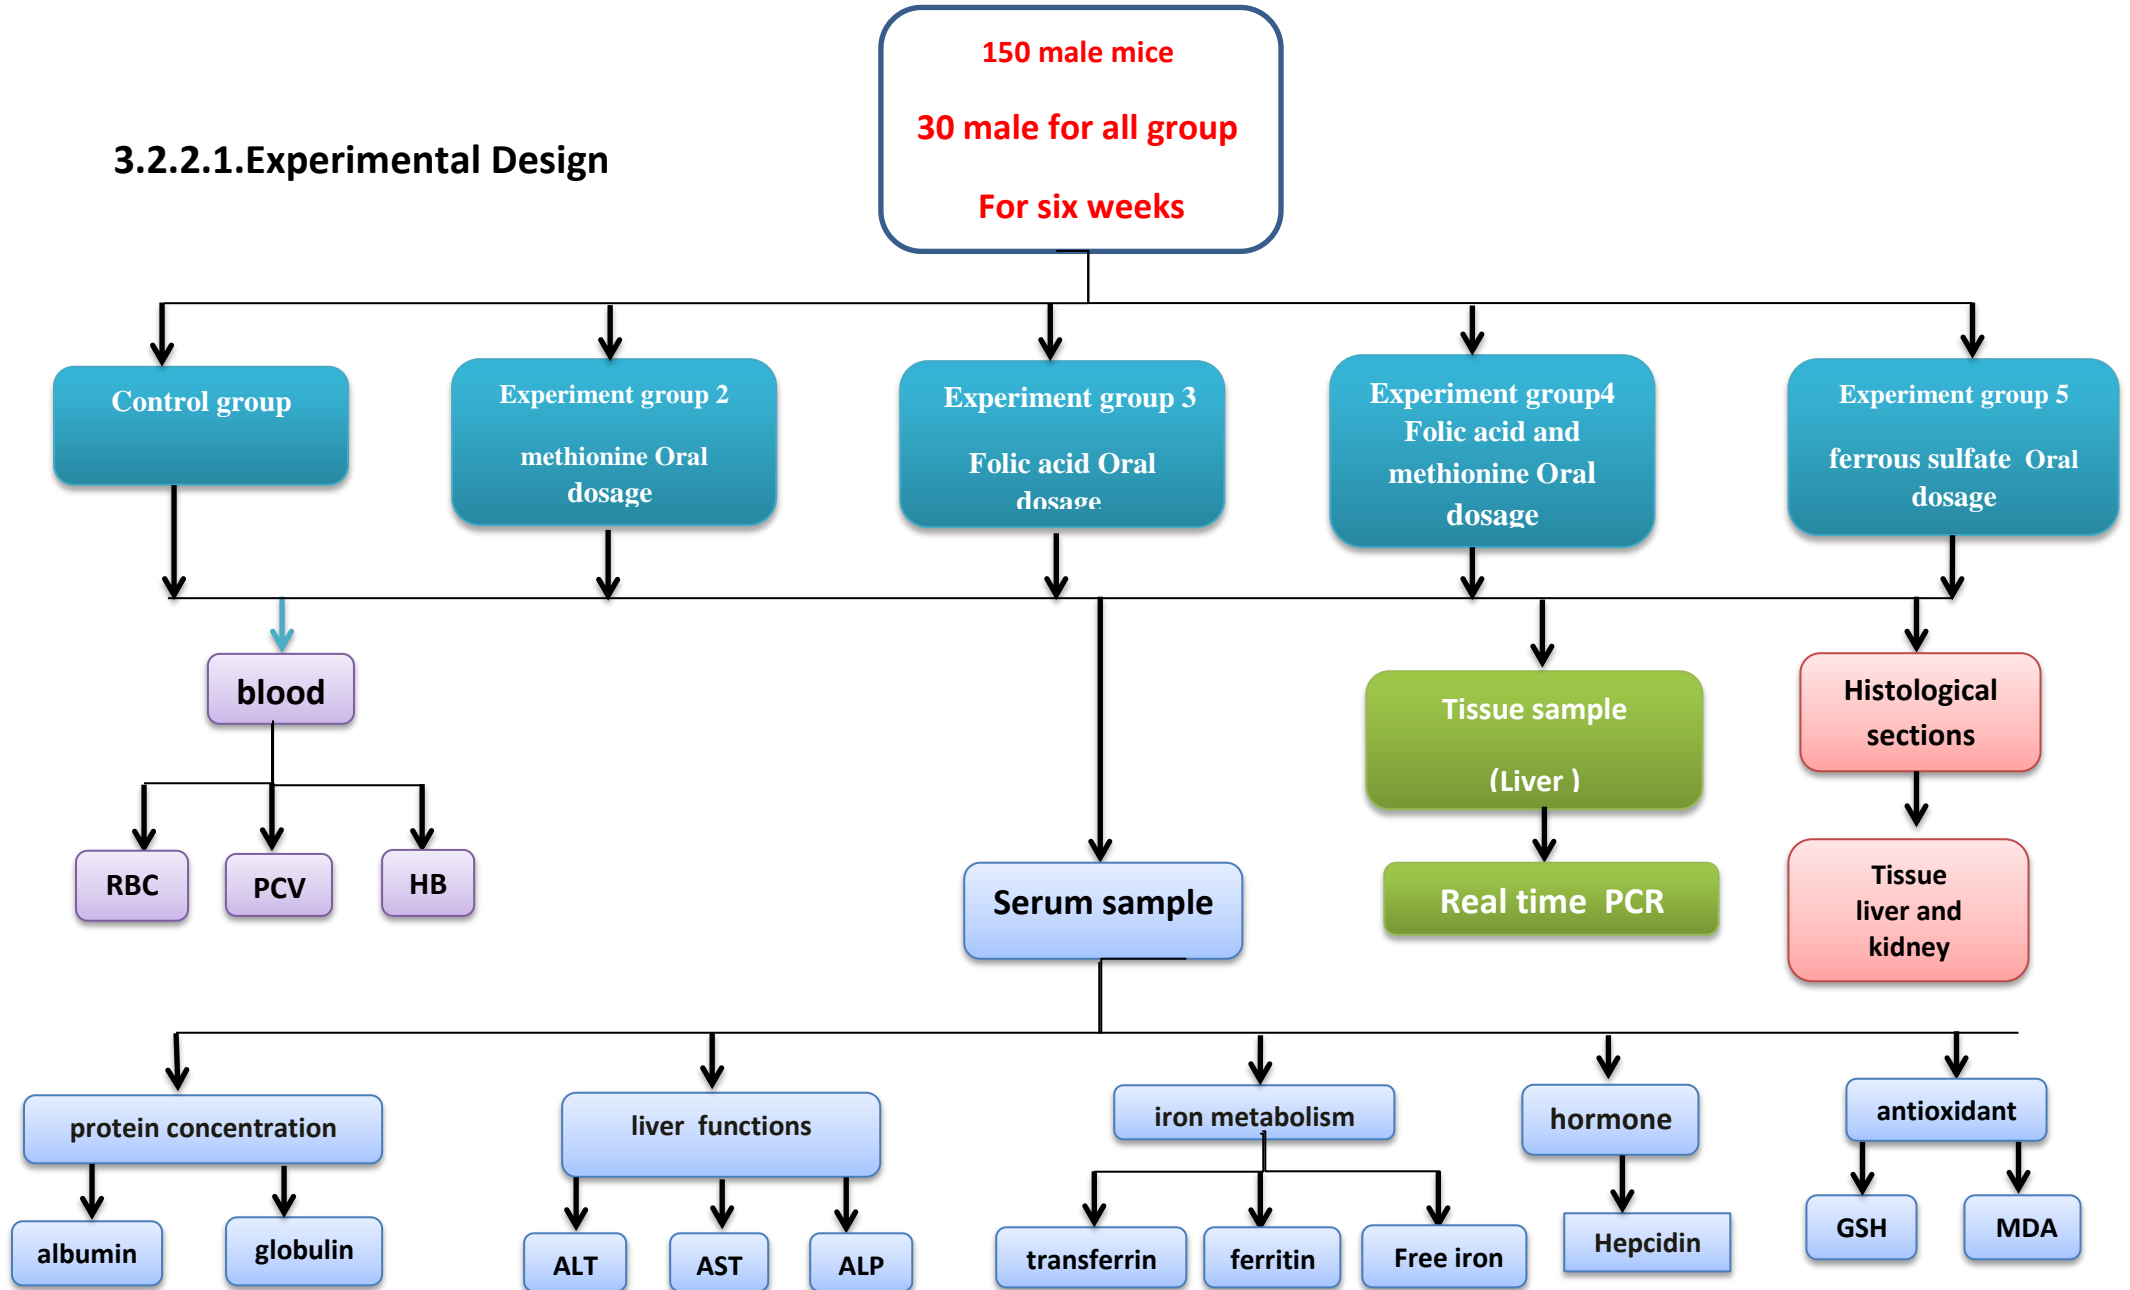 150 male mice
30 male for all group
For six weeks
3.2.2.1.Experimental Design
Control group
Experiment group 2
methionine Oral
dosage
Experiment group 3
Folic acid Oral
dosage
Experiment group4
Folic acid and
methionine Oral
dosage
Experiment group 5
ferrous sulfate Oral
dosage
blood
RBC
PCV
HB
Serum sample
Tissue sample
(Liver )
Real time PCR
Histological
sections
Tissue
liver and
kidney
protein concentration
albumin
globulin
liver functions
ALT
AST
ALP
iron metabolism
transferrin
ferritin
Free iron
hormone
Hepcidin
antioxidant
GSH
MDA